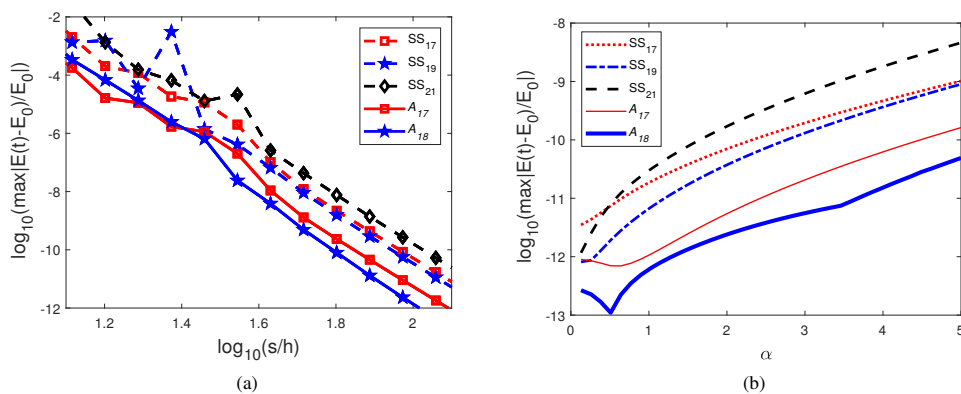 -2
-4
-6
-8
-10
-12
1.2
1.4
1.6
1.8
2
log10(s/h)
log10(max|E(t)-E0)/E0|)
SS17
SS19
SS21
A17
A18
(a)
-8
-9
-10
-11
-12
-13
0
1
2
3
4
5
α
log10(max|E(t)-E0)/E0|)
SS17
SS19
SS21
A17
A18
(b)